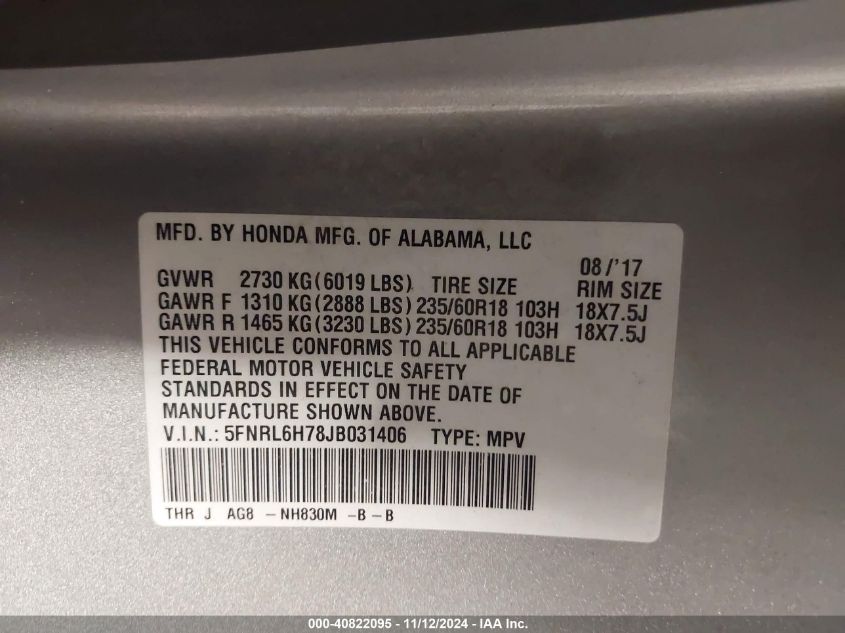 MFD. BY HONDA MFG. OF ALABAMA, LLC
08/'17
GVWR 2730 KG(6019 LBS) TIRE SIZE RIM SIZE
GAWR F 1310 KG(2888 LBS) 235/60R18 103H 18X7.5J
GAWR R 1465 KG(3230 LBS) 235/60R18 103H 18X7.5J
THIS VEHICLE CONFORMS TO ALL APPLICABLE
FEDERAL MOTOR VEHICLE SAFETY
STANDARDS IN EFFECT ON THE DATE OF
MANUFACTURE SHOWN ABOVE.
V.I.N.: 5FNRL6H78JB031406 TYPE: MPV
THR J AG8 - NH830M - B - B
000-40822095 - 11/12/2024 - IAA Inc.